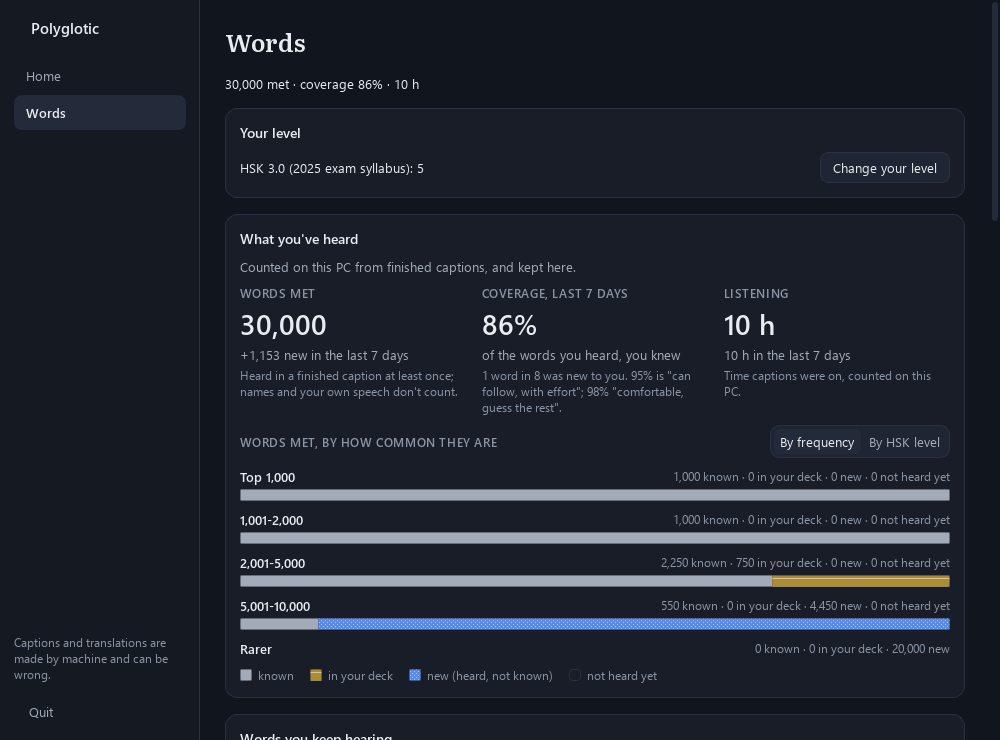 Polyglotic
Home
Words
Captions and translations are
made by machine and can be
wrong.
Quit
Words
30,000 met · coverage 86% · 10 h
Your level
HSK 3.0 (2025 exam syllabus): 5
Change your level
What you've heard
Counted on this PC from finished captions, and kept here.
WORDS MET
30,000
+1,153 new in the last 7 days
Heard in a finished caption at least once;
names and your own speech don't count.
COVERAGE, LAST 7 DAYS
86%
of the words you heard, you knew
1 word in 8 was new to you. 95% is "can
follow, with effort"; 98% "comfortable,
guess the rest".
LISTENING
10 h
10 h in the last 7 days
Time captions were on, counted on this
PC.
WORDS MET, BY HOW COMMON THEY ARE
By frequency
By HSK level
Top 1,000
1,000 known · 0 in your deck · 0 new · 0 not heard yet
1,001-2,000
1,000 known · 0 in your deck · 0 new · 0 not heard yet
2,001-5,000
2,250 known · 750 in your deck · 0 new · 0 not heard yet
5,001-10,000
550 known · 0 in your deck · 4,450 new · 0 not heard yet
Rarer
0 known · 0 in your deck · 20,000 new
known
in your deck
new (heard, not known)
not heard yet
Words you keep hearing